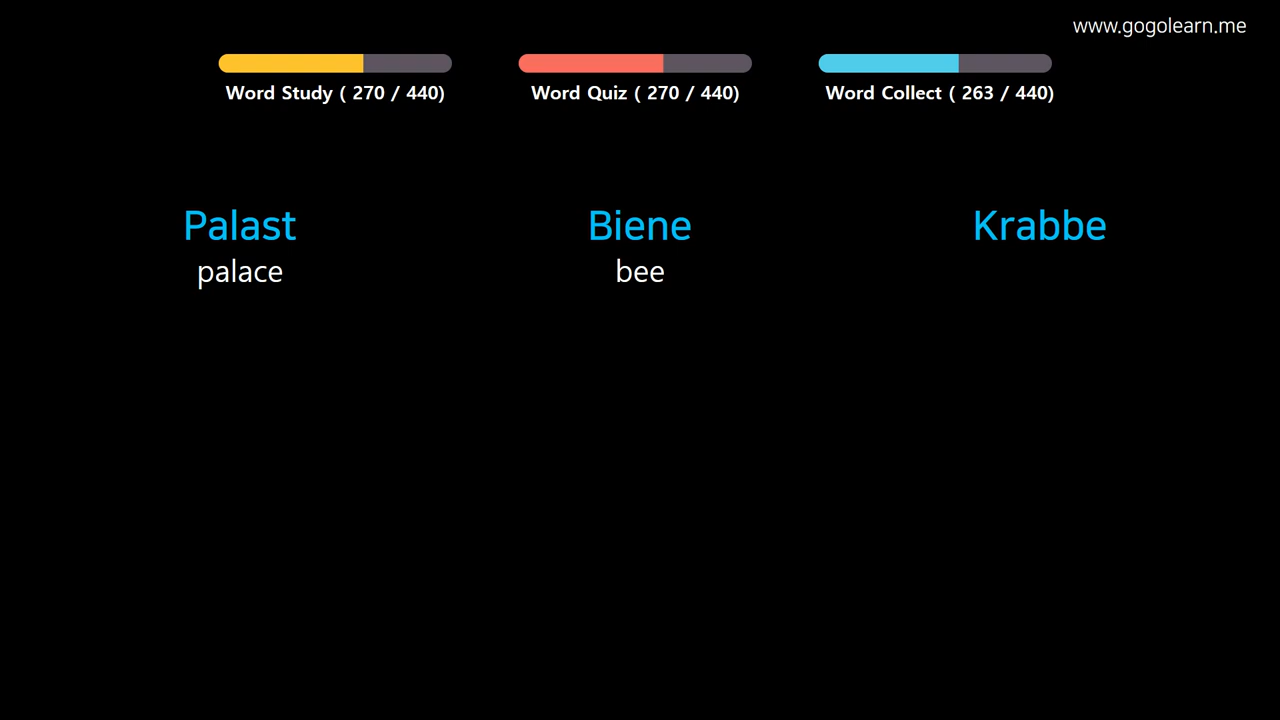 www.gogolearn.me
Word Study ( 270 / 440)
Word Quiz ( 270 / 440)
Word Collect ( 263 / 440)
Palast
palace
Biene
bee
Krabbe